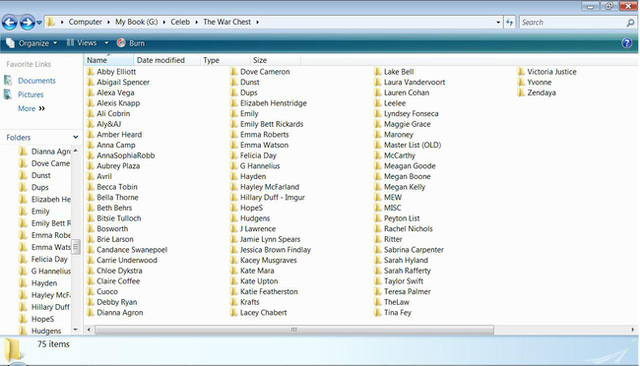 Computer › My Book (G:) › Celeb › The War Chest ›
Search
Organize Views Burn
Favorite Links
Documents
Pictures
More »
Folders
Dianna Agro
Dove Came
Dunst
Dups
Elizabeh He
Emily
Emily Bett R
Emma Robe
Emma Wats
Felicia Day
G Hannelius
Hayden
Hayley McFa
Hillary Duff
HopeS
Hudgens
Name Date modified Type Size
Abby Elliott
Abigail Spencer
Alexa Vega
Alexis Knapp
Ali Cobrin
Aly&AJ
Amber Heard
Anna Camp
AnnaSophiaRobb
Aubrey Plaza
Avril
Becca Tobin
Bella Thorne
Beth Behrs
Bitsie Tulloch
Bosworth
Brie Larson
Candance Swanepoel
Carrie Underwood
Chloe Dykstra
Claire Coffee
Cuoco
Debby Ryan
Dianna Agron
Dove Cameron
Dunst
Dups
Elizabeh Henstridge
Emily
Emily Bett Rickards
Emma Roberts
Emma Watson
Felicia Day
G Hannelius
Hayden
Hayley McFarland
Hillary Duff - Imgur
HopeS
Hudgens
J Lawrence
Jamie Lynn Spears
Jessica Brown Findlay
Kacey Musgraves
Kate Mara
Kate Upton
Katie Featherston
Krafts
Lacey Chabert
Lake Bell
Laura Vandervoort
Lauren Cohan
Leelee
Lyndsey Fonseca
Maggie Grace
Maroney
Master List (OLD)
McCarthy
Meagan Goode
Megan Boone
Megan Kelly
MEW
MISC
Peyton List
Rachel Nichols
Ritter
Sabrina Carpenter
Sarah Hyland
Sarah Rafferty
Taylor Swift
Teresa Palmer
TheLaw
Tina Fey
Victoria Justice
Yvonne
Zendaya
75 items